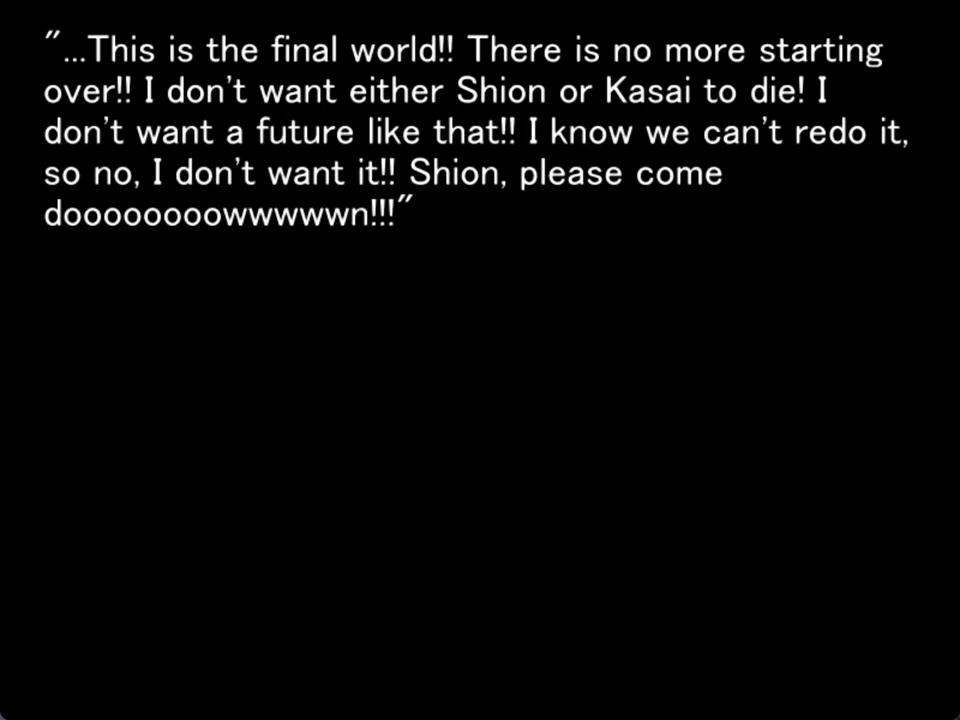 "...This is the final world!! There is no more starting
over!! I don't want either Shion or Kasai to die! I
don't want a future like that!! I know we can't redo it,
so no, I don't want it!! Shion, please come
doooooooowwwwwn!!!"